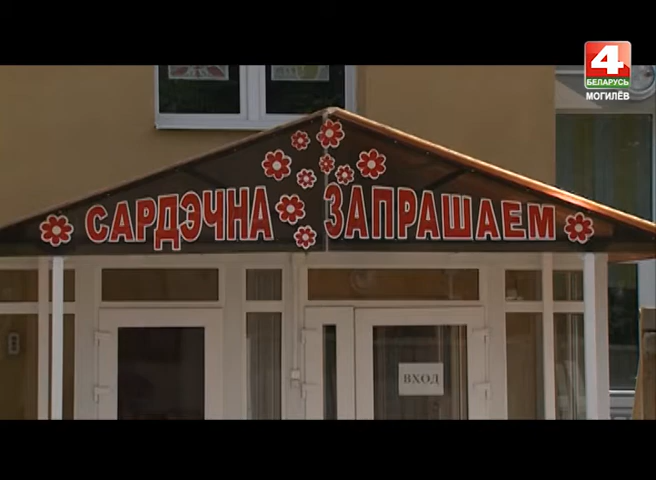 4
БЕЛАРУСЬ
МОГИЛЁВ
САРДЭЧНА ЗАПРАШАЕМ
ВХОД